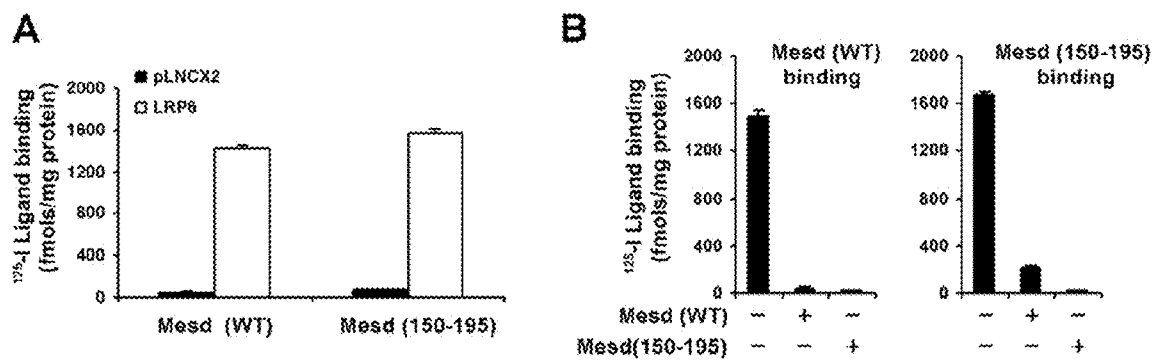 A
¹²⁵-I Ligand binding
(fmols/mg protein)
2000
1600
1200
800
400
0
pLNCX2
LRP6
Mesd (WT)
Mesd (150-195)
B
¹²⁵-I Ligand binding
(fmols/mg protein)
2000
1600
1200
800
400
0
Mesd (WT)
binding
2000
1600
1200
800
400
0
Mesd (150-195)
binding
Mesd (WT) – + – – + –
Mesd(150-195) – – + – – +